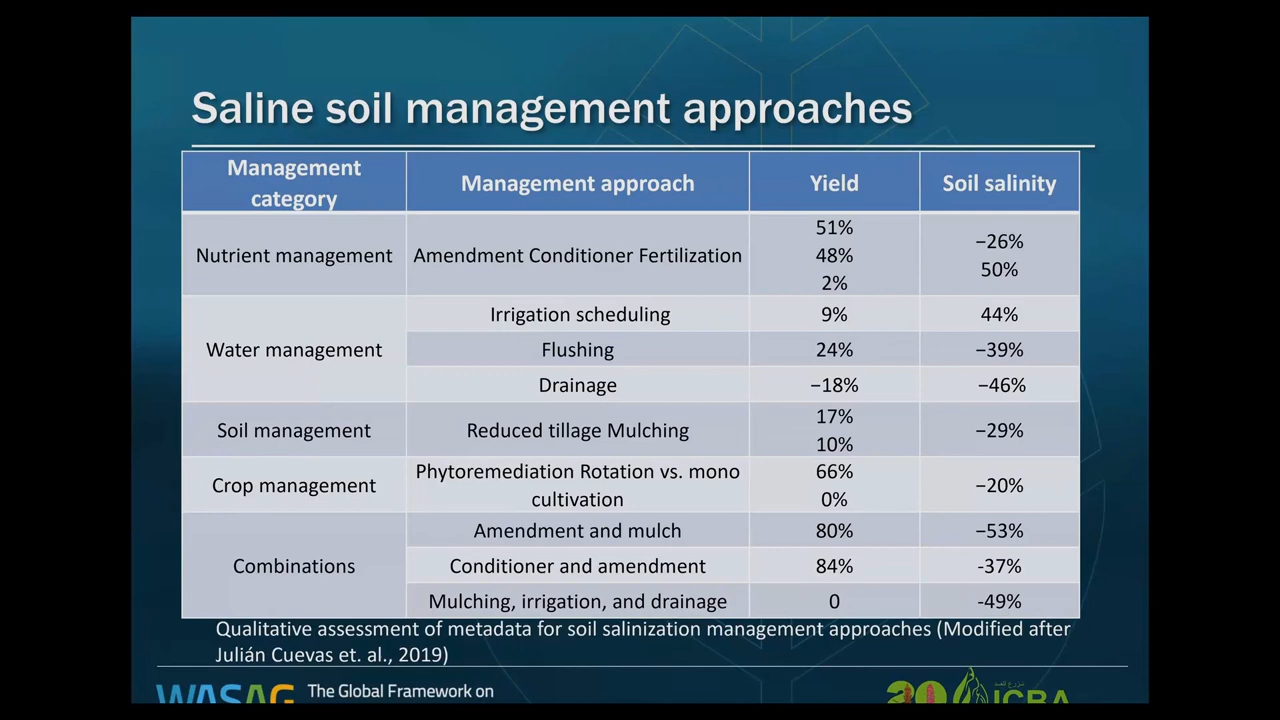 Saline soil management approaches
Management
category
Management approach
Yield
Soil salinity
Nutrient management
Amendment Conditioner Fertilization
51%
48%
2%
−26%
50%
Water management
Irrigation scheduling
9%
44%
Flushing
24%
−39%
Drainage
−18%
−46%
Soil management
Reduced tillage Mulching
17%
10%
−29%
Crop management
Phytoremediation Rotation vs. mono
cultivation
66%
0%
−20%
Combinations
Amendment and mulch
80%
−53%
Conditioner and amendment
84%
-37%
Mulching, irrigation, and drainage
0
-49%
Qualitative assessment of metadata for soil salinization management approaches (Modified after
Julián Cuevas et. al., 2019)
WASAG
The Global Framework on
20
ICBA